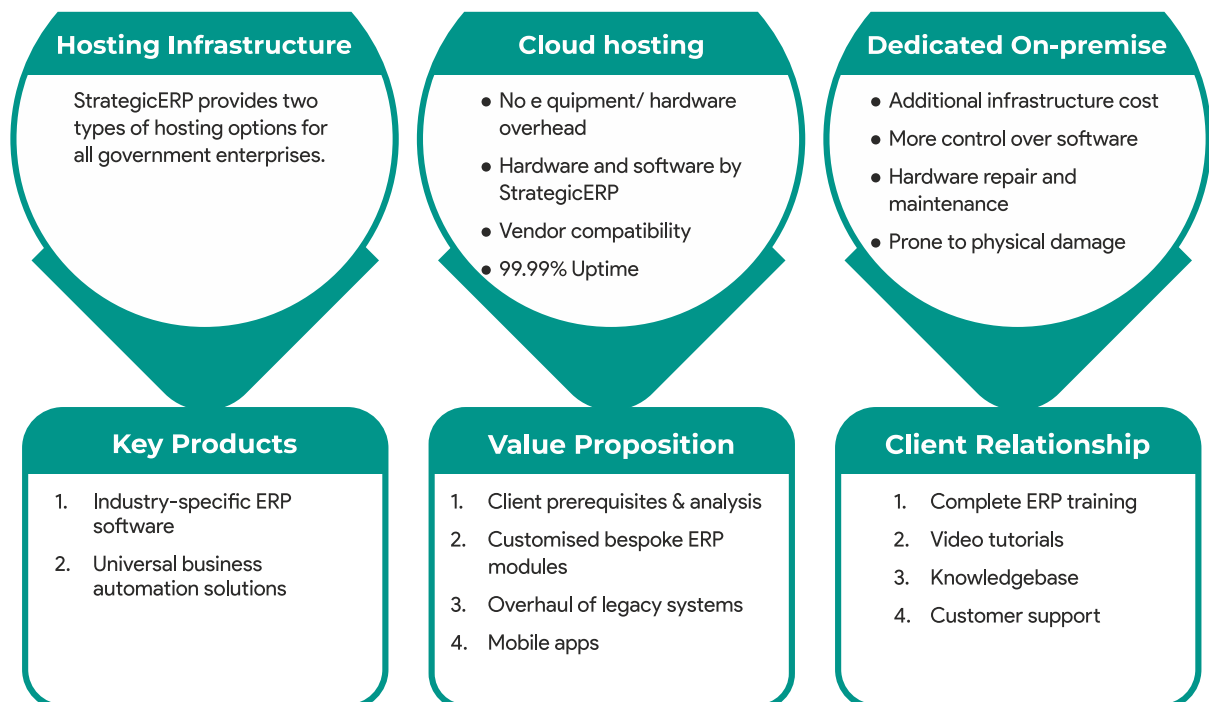 Hosting Infrastructure
StrategicERP provides two
types of hosting options for
all government enterprises.
Cloud hosting
● No e quipment/ hardware
overhead
● Hardware and software by
StrategicERP
● Vendor compatibility
● 99.99% Uptime
Dedicated On-premise
● Additional infrastructure cost
● More control over software
● Hardware repair and
maintenance
● Prone to physical damage
Key Products
1. Industry-specific ERP
software
2. Universal business
automation solutions
Value Proposition
1. Client prerequisites & analysis
2. Customised bespoke ERP
modules
3. Overhaul of legacy systems
4. Mobile apps
Client Relationship
1. Complete ERP training
2. Video tutorials
3. Knowledgebase
4. Customer support